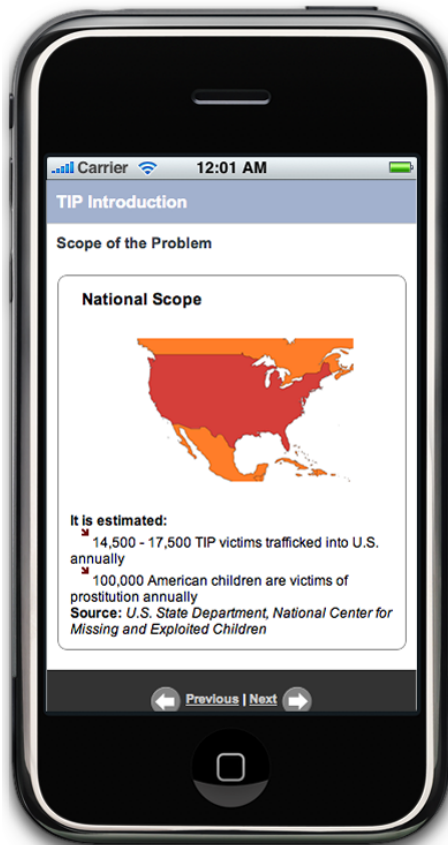 Carrier 12:01 AM
TIP Introduction
Scope of the Problem
National Scope
It is estimated:
14,500 - 17,500 TIP victims trafficked into U.S.
annually
100,000 American children are victims of
prostitution annually
Source: U.S. State Department, National Center for
Missing and Exploited Children
Previous | Next